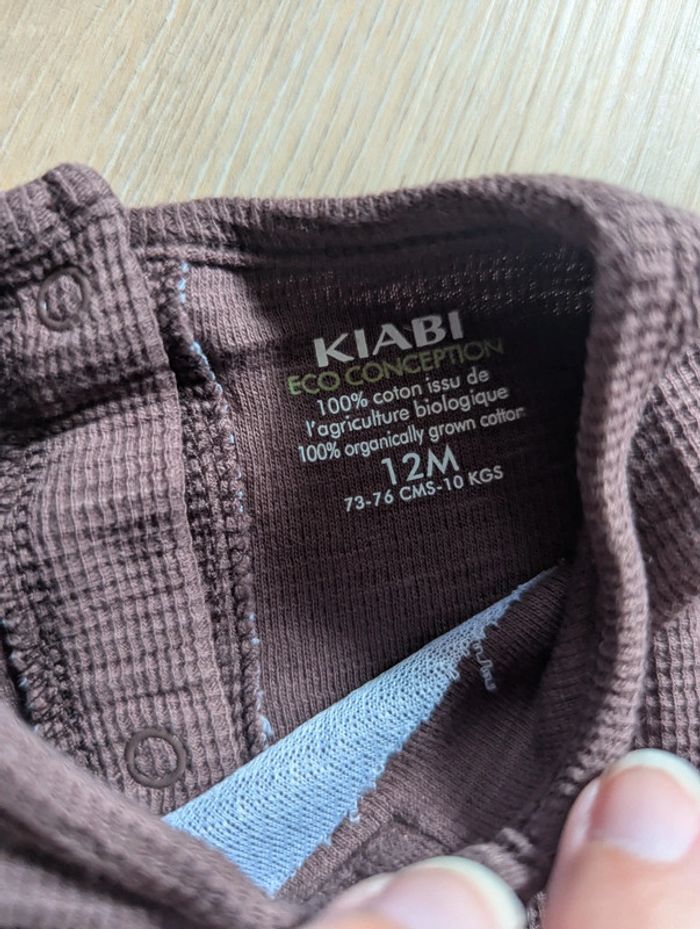 KIABI
ECO CONCEPTION
100% coton issu de
l'agriculture biologique
100% organically grown cotton
12M
73-76 CMS-10 KGS